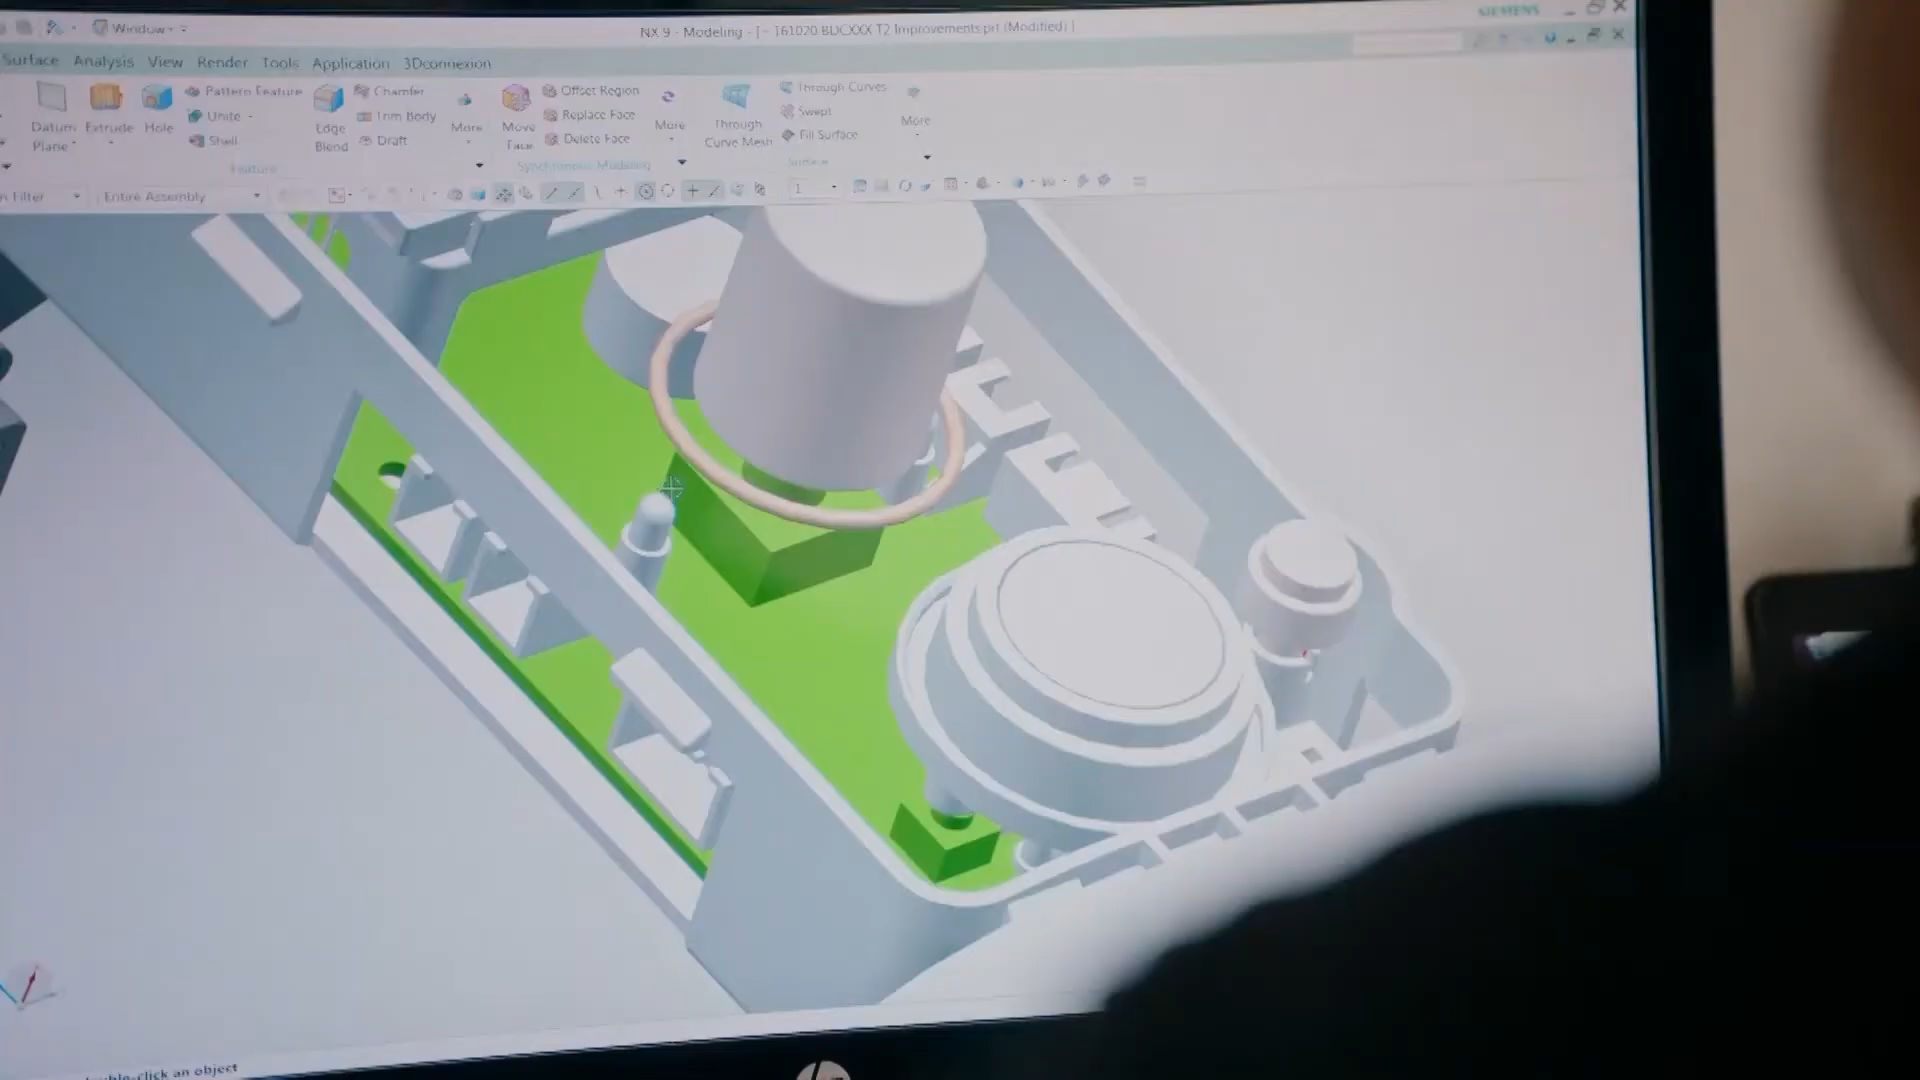 Window
NX 9 - Modeling - [ - 161020 BUCXXX T2 Improvements.prt (Modified) ]
SIEMENS
Surface Analysis View Render Tools Application 3Dconnexion
Datum Plane
Extrude
Hole
Pattern Feature
Unite
Shell
Edge Blend
Chamfer
Trim Body
Draft
More
Feature
Move Face
Offset Region
Replace Face
Delete Face
More
Synchronous Modeling
Through Curve Mesh
Through Curves
Swept
Fill Surface
More
Surface
Filter
Entire Assembly
1
an object
hp